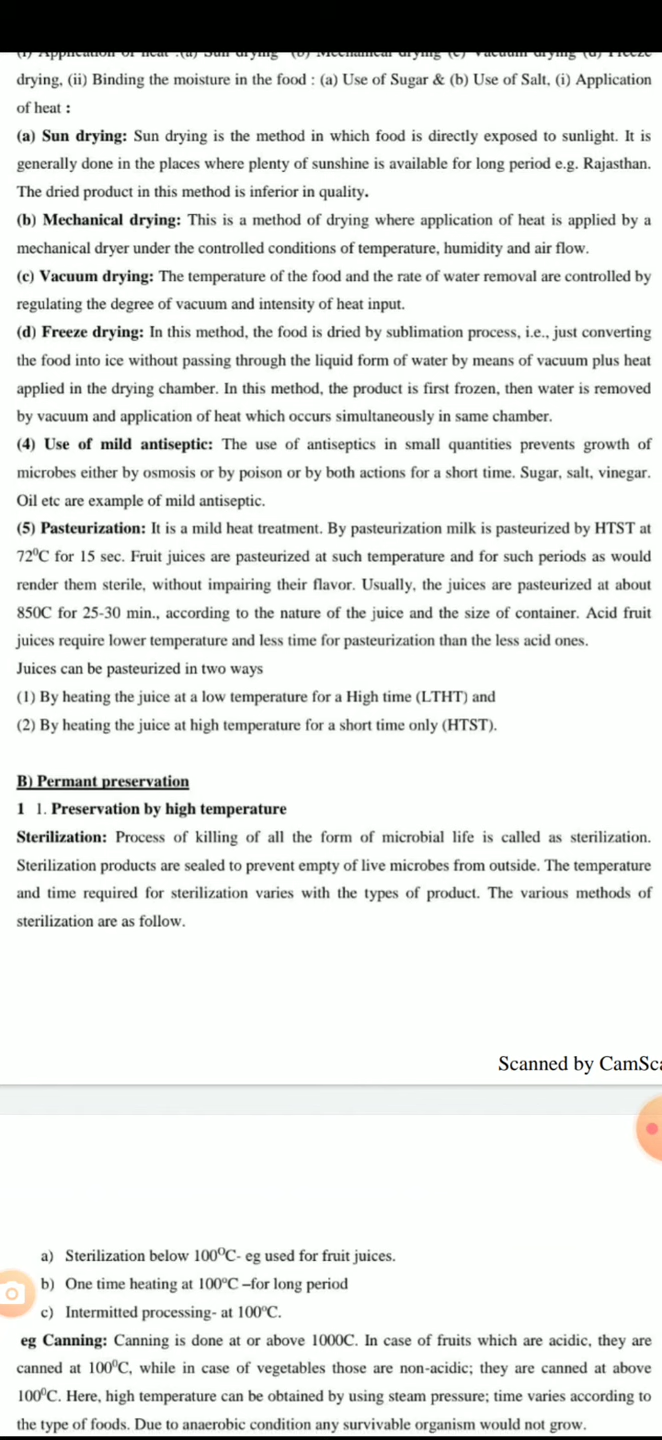 (i) Application of heat :(a) Sun drying (b) Mechanical drying (c) Vacuum drying (d) Freeze
drying, (ii) Binding the moisture in the food : (a) Use of Sugar & (b) Use of Salt, (i) Application
of heat :
(a) Sun drying: Sun drying is the method in which food is directly exposed to sunlight. It is
generally done in the places where plenty of sunshine is available for long period e.g. Rajasthan.
The dried product in this method is inferior in quality.
(b) Mechanical drying: This is a method of drying where application of heat is applied by a
mechanical dryer under the controlled conditions of temperature, humidity and air flow.
(c) Vacuum drying: The temperature of the food and the rate of water removal are controlled by
regulating the degree of vacuum and intensity of heat input.
(d) Freeze drying: In this method, the food is dried by sublimation process, i.e., just converting
the food into ice without passing through the liquid form of water by means of vacuum plus heat
applied in the drying chamber. In this method, the product is first frozen, then water is removed
by vacuum and application of heat which occurs simultaneously in same chamber.
(4) Use of mild antiseptic: The use of antiseptics in small quantities prevents growth of
microbes either by osmosis or by poison or by both actions for a short time. Sugar, salt, vinegar.
Oil etc are example of mild antiseptic.
(5) Pasteurization: It is a mild heat treatment. By pasteurization milk is pasteurized by HTST at
72⁰C for 15 sec. Fruit juices are pasteurized at such temperature and for such periods as would
render them sterile, without impairing their flavor. Usually, the juices are pasteurized at about
850C for 25-30 min., according to the nature of the juice and the size of container. Acid fruit
juices require lower temperature and less time for pasteurization than the less acid ones.
Juices can be pasteurized in two ways
(1) By heating the juice at a low temperature for a High time (LTHT) and
(2) By heating the juice at high temperature for a short time only (HTST).
B) Permant preservation
1 1. Preservation by high temperature
Sterilization: Process of killing of all the form of microbial life is called as sterilization.
Sterilization products are sealed to prevent empty of live microbes from outside. The temperature
and time required for sterilization varies with the types of product. The various methods of
sterilization are as follow.
Scanned by CamSca
a) Sterilization below 100⁰C- eg used for fruit juices.
b) One time heating at 100⁰C –for long period
c) Intermitted processing- at 100⁰C.
eg Canning: Canning is done at or above 1000C. In case of fruits which are acidic, they are
canned at 100⁰C, while in case of vegetables those are non-acidic; they are canned at above
100⁰C. Here, high temperature can be obtained by using steam pressure; time varies according to
the type of foods. Due to anaerobic condition any survivable organism would not grow.